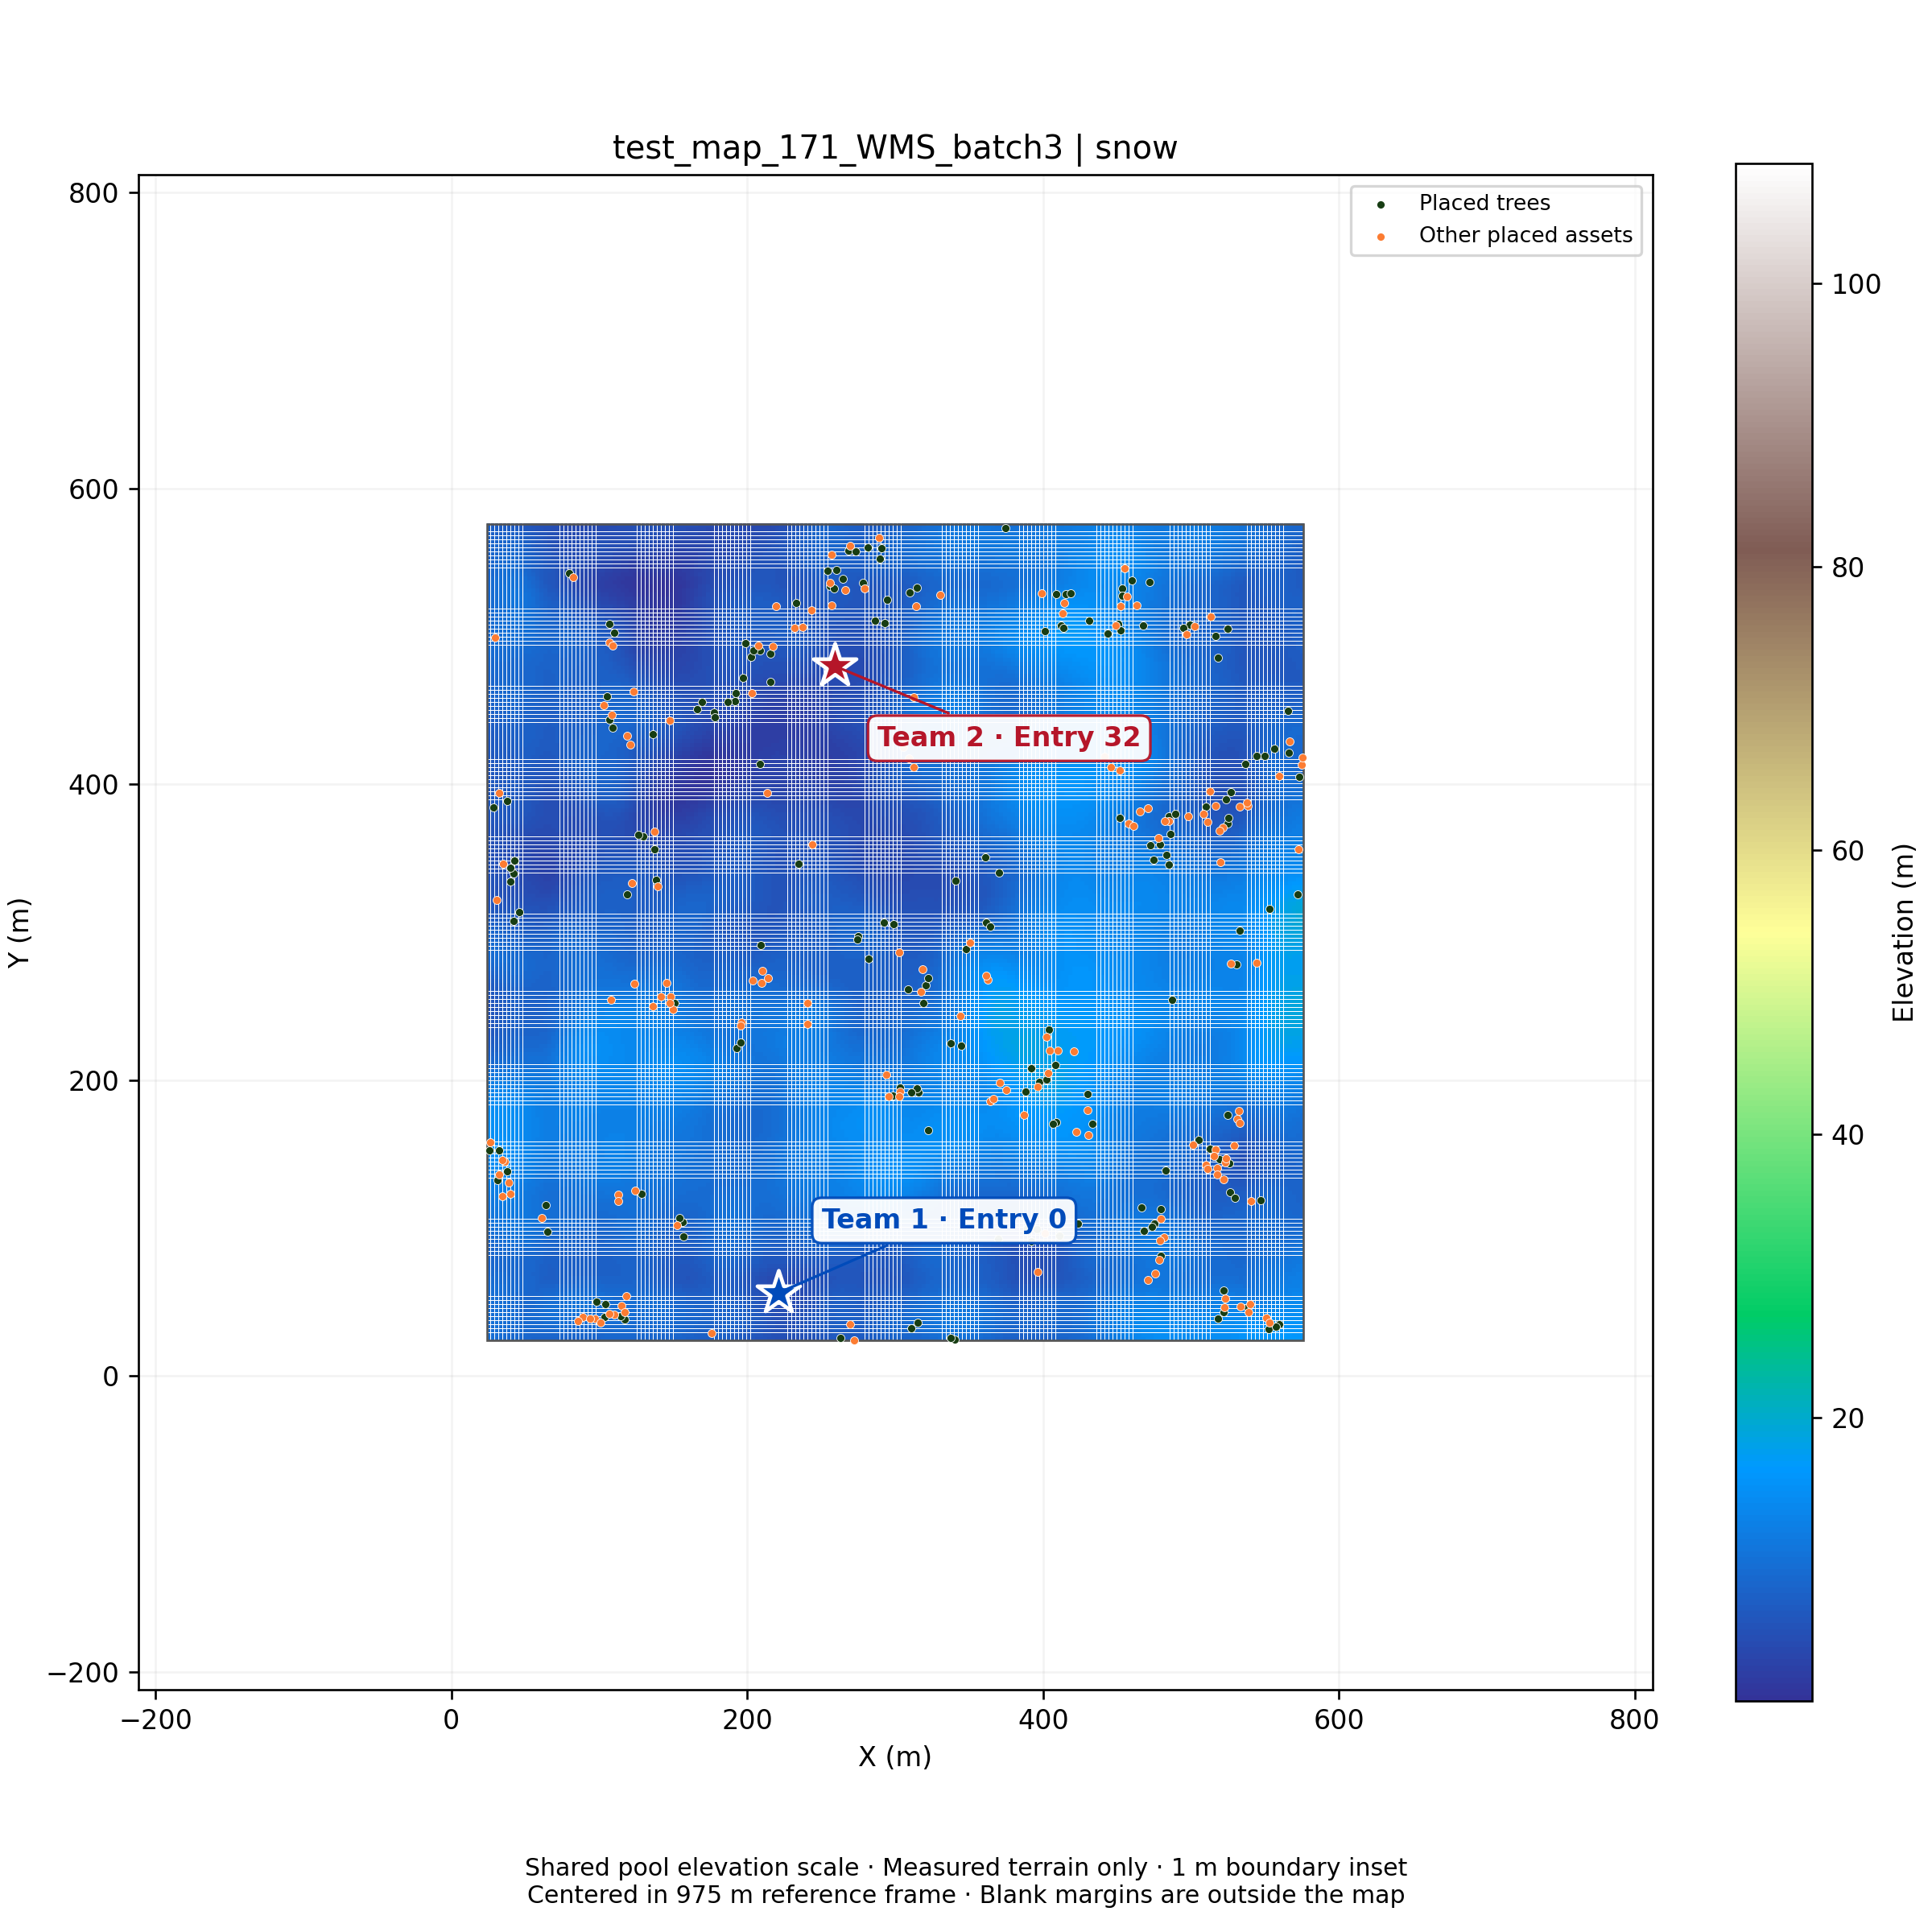 test_map_171_WMS_batch3 | snow
Placed trees
Other placed assets
800
600
400
200
0
−200
Y (m)
−200
0
200
400
600
800
X (m)
Team 2 · Entry 32
Team 1 · Entry 0
100
80
60
40
20
Elevation (m)
Shared pool elevation scale · Measured terrain only · 1 m boundary inset
Centered in 975 m reference frame · Blank margins are outside the map